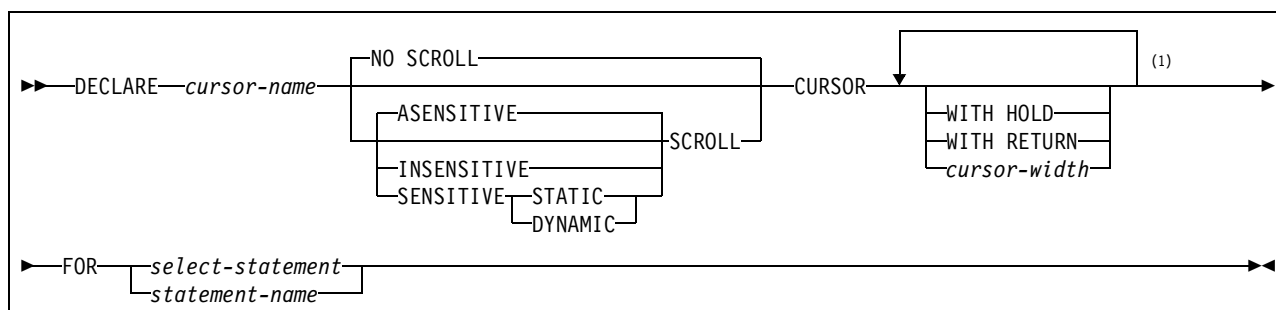 NO SCROLL
(1)
DECLARE cursor-name CURSOR
ASENSITIVE WITH HOLD
SCROLL WITH RETURN
INSENSITIVE cursor-width
SENSITIVE STATIC
DYNAMIC
FOR select-statement
statement-name